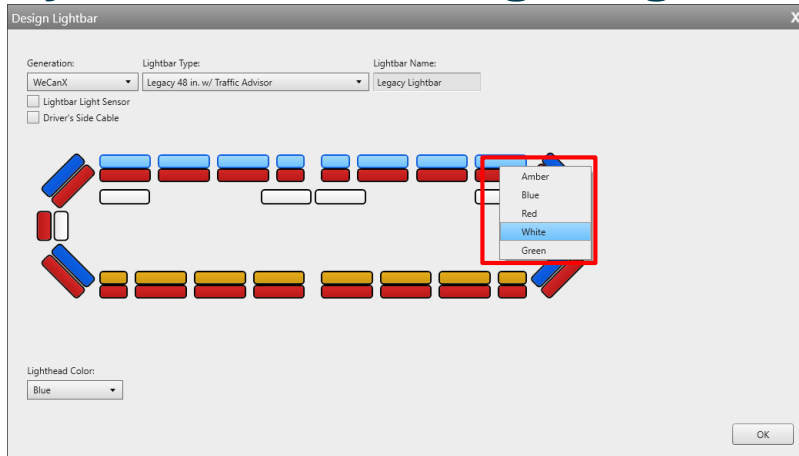 Design Lightbar
X
Generation: Lightbar Type: Lightbar Name:
WeCanX Legacy 48 in. w/ Traffic Advisor Legacy Lightbar
Lightbar Light Sensor
Driver's Side Cable
Amber
Blue
Red
White
Green
Lighthead Color:
Blue
OK